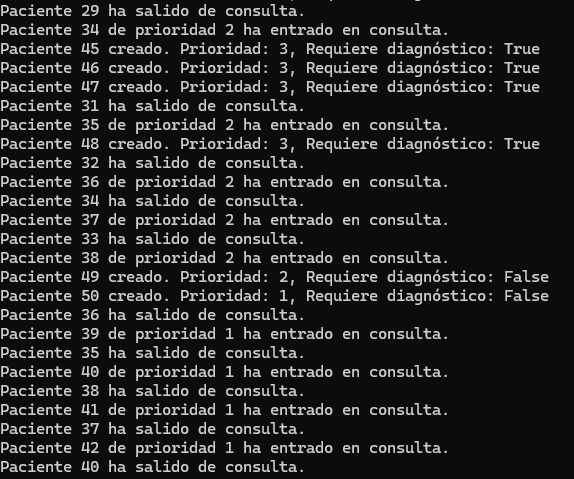 Paciente 29 ha salido de consulta.
Paciente 34 de prioridad 2 ha entrado en consulta.
Paciente 45 creado. Prioridad: 3, Requiere diagnóstico: True
Paciente 46 creado. Prioridad: 3, Requiere diagnóstico: True
Paciente 47 creado. Prioridad: 3, Requiere diagnóstico: True
Paciente 31 ha salido de consulta.
Paciente 35 de prioridad 2 ha entrado en consulta.
Paciente 48 creado. Prioridad: 3, Requiere diagnóstico: True
Paciente 32 ha salido de consulta.
Paciente 36 de prioridad 2 ha entrado en consulta.
Paciente 34 ha salido de consulta.
Paciente 37 de prioridad 2 ha entrado en consulta.
Paciente 33 ha salido de consulta.
Paciente 38 de prioridad 2 ha entrado en consulta.
Paciente 49 creado. Prioridad: 2, Requiere diagnóstico: False
Paciente 50 creado. Prioridad: 1, Requiere diagnóstico: False
Paciente 36 ha salido de consulta.
Paciente 39 de prioridad 1 ha entrado en consulta.
Paciente 35 ha salido de consulta.
Paciente 40 de prioridad 1 ha entrado en consulta.
Paciente 38 ha salido de consulta.
Paciente 41 de prioridad 1 ha entrado en consulta.
Paciente 37 ha salido de consulta.
Paciente 42 de prioridad 1 ha entrado en consulta.
Paciente 40 ha salido de consulta.